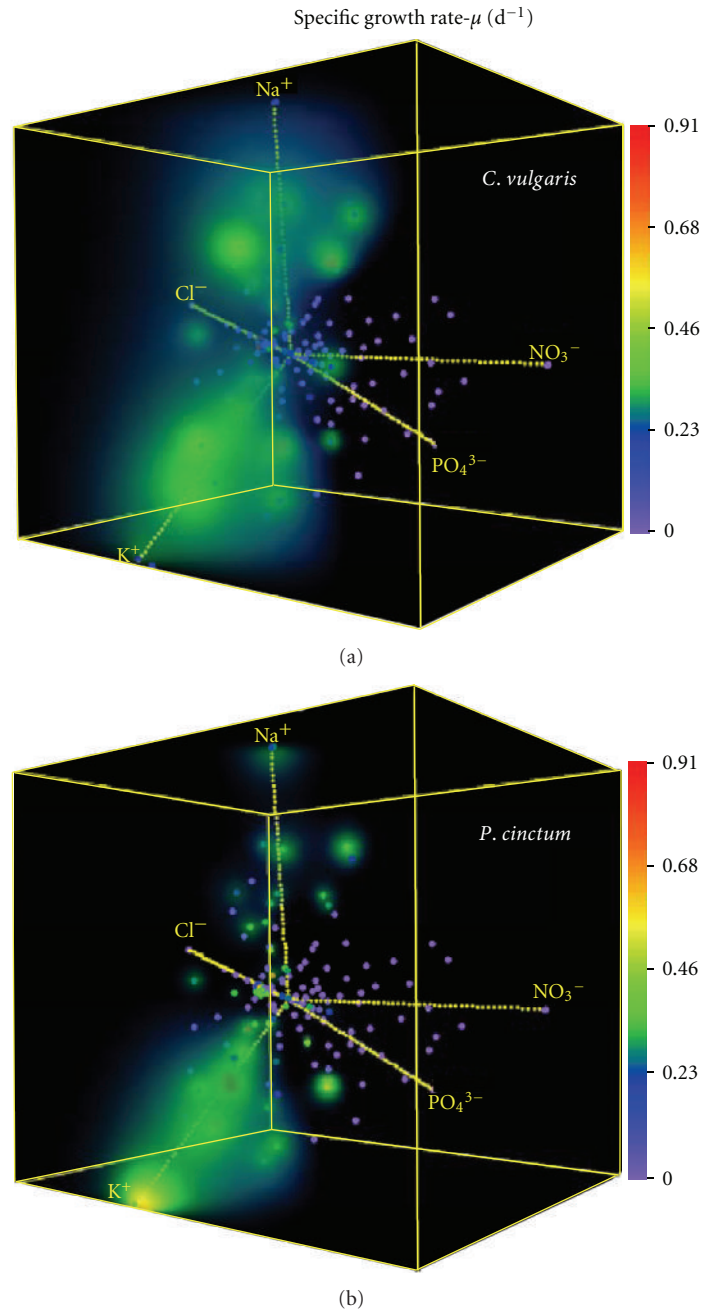 Specific growth rate-μ (d⁻¹)
Na⁺
0.91
C. vulgaris
0.68
Cl⁻
0.46
NO₃⁻
PO₄³⁻
0.23
K⁺
0
(a)
Na⁺
0.91
P. cinctum
0.68
Cl⁻
0.46
NO₃⁻
PO₄³⁻
0.23
K⁺
0
(b)